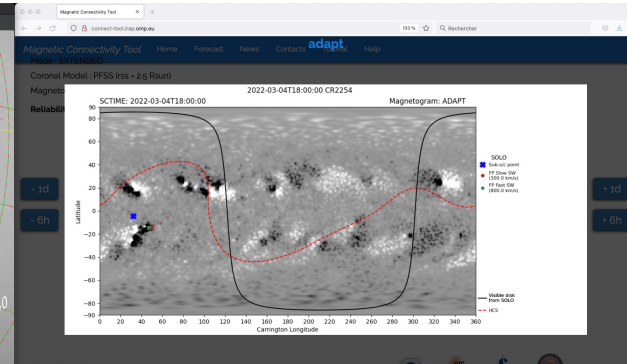 Magnetic Connectivity Tool
connect-tool.irap.omp.eu
133 %
Rechercher
Magnetic Connectivity Tool Home Forecast News Contacts Tutorial Help
adapt
Mode : EXTENDED
Coronal Model : PFSS (rss = 2.5 Rsun)
Magneto
Reliabili
- 1d
- 6h
+ 1d
+ 6h
2022-03-04T18:00:00 CR2254
SCTIME: 2022-03-04T18:00:00 Magnetogram: ADAPT
90
80
60
40
20
0
−20
−40
−60
−80
−90
Latitude
0 20 40 60 80 100 120 140 160 180 200 220 240 260 280 300 320 340 360
Carrington Longitude
SOLO
Sub-s/c point
FP Slow SW
(300.0 km/s)
FP Fast SW
(800.0 km/s)
Visible disk
from SOLO
HCS